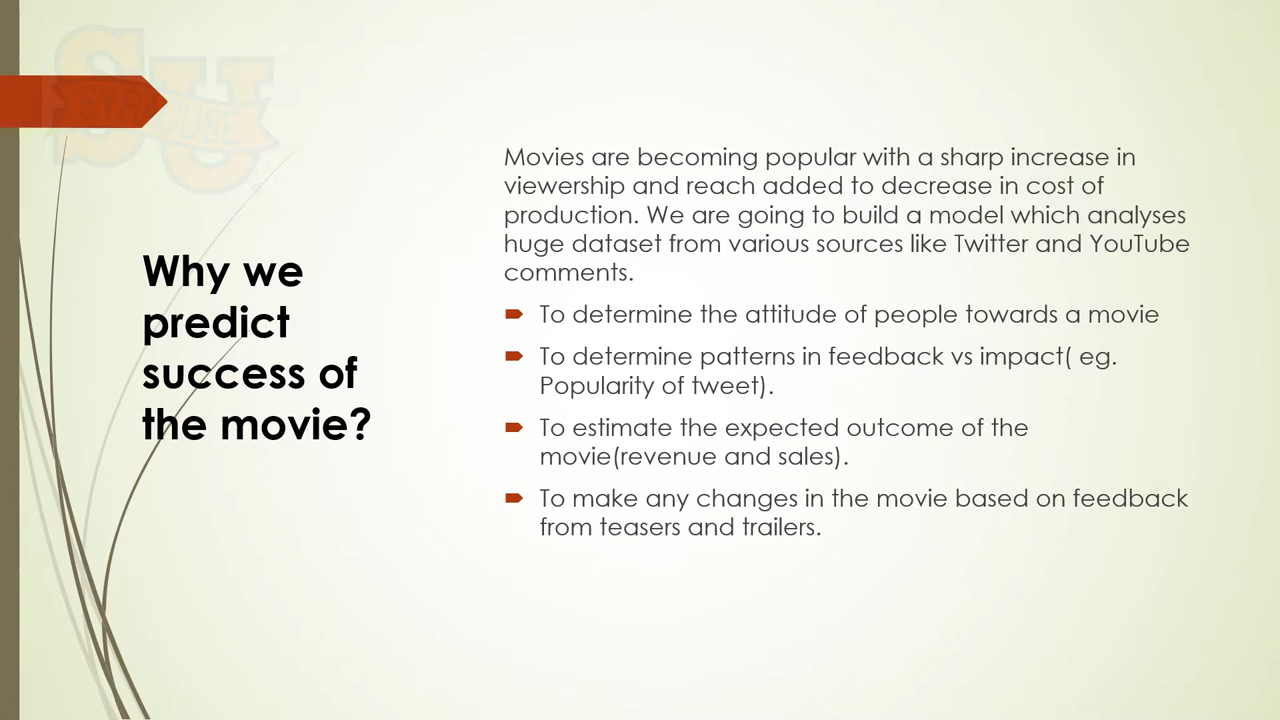 SU
SYRACUSE
Why we
predict
success of
the movie?
Movies are becoming popular with a sharp increase in
viewership and reach added to decrease in cost of
production. We are going to build a model which analyses
huge dataset from various sources like Twitter and YouTube
comments.
To determine the attitude of people towards a movie
To determine patterns in feedback vs impact( eg.
Popularity of tweet).
To estimate the expected outcome of the
movie(revenue and sales).
To make any changes in the movie based on feedback
from teasers and trailers.